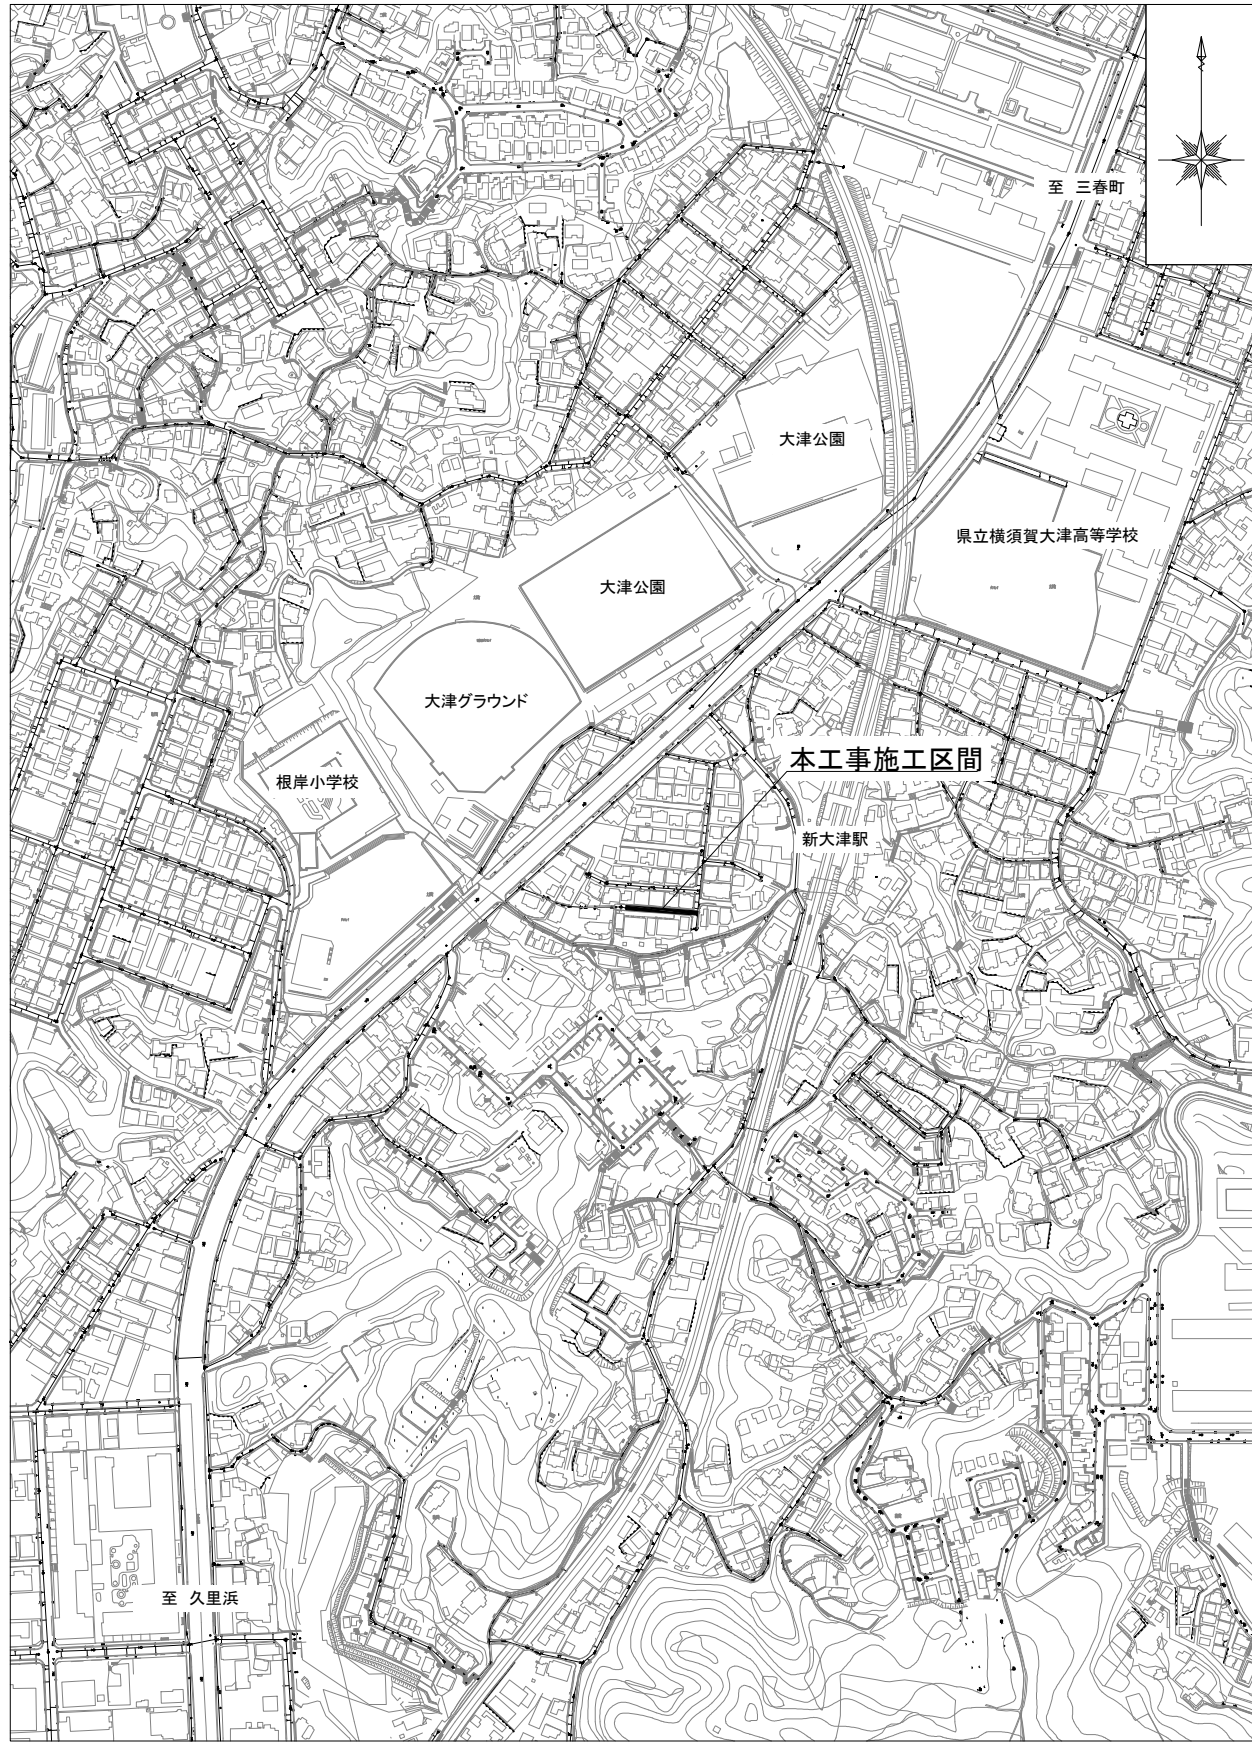 至 三春町
大津公園
県立横須賀大津高等学校
大津公園
大津グラウンド
本工事施工区間
根岸小学校
新大津駅
至 久里浜